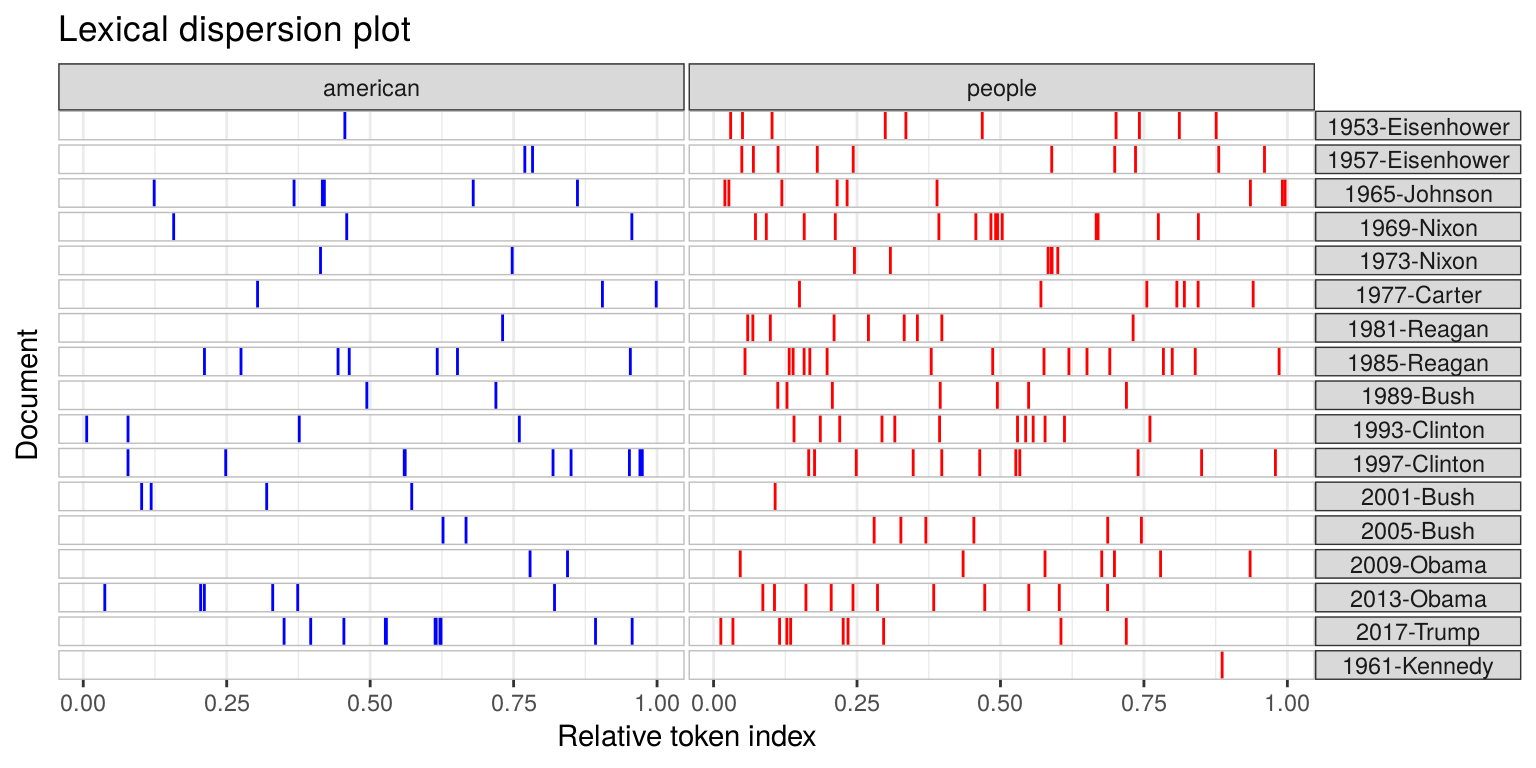 Lexical dispersion plot
american
people
1953-Eisenhower
1957-Eisenhower
1965-Johnson
1969-Nixon
1973-Nixon
1977-Carter
1981-Reagan
1985-Reagan
1989-Bush
1993-Clinton
1997-Clinton
2001-Bush
2005-Bush
2009-Obama
2013-Obama
2017-Trump
1961-Kennedy
Document
0.00 0.25 0.50 0.75 1.00 0.00 0.25 0.50 0.75 1.00
Relative token index